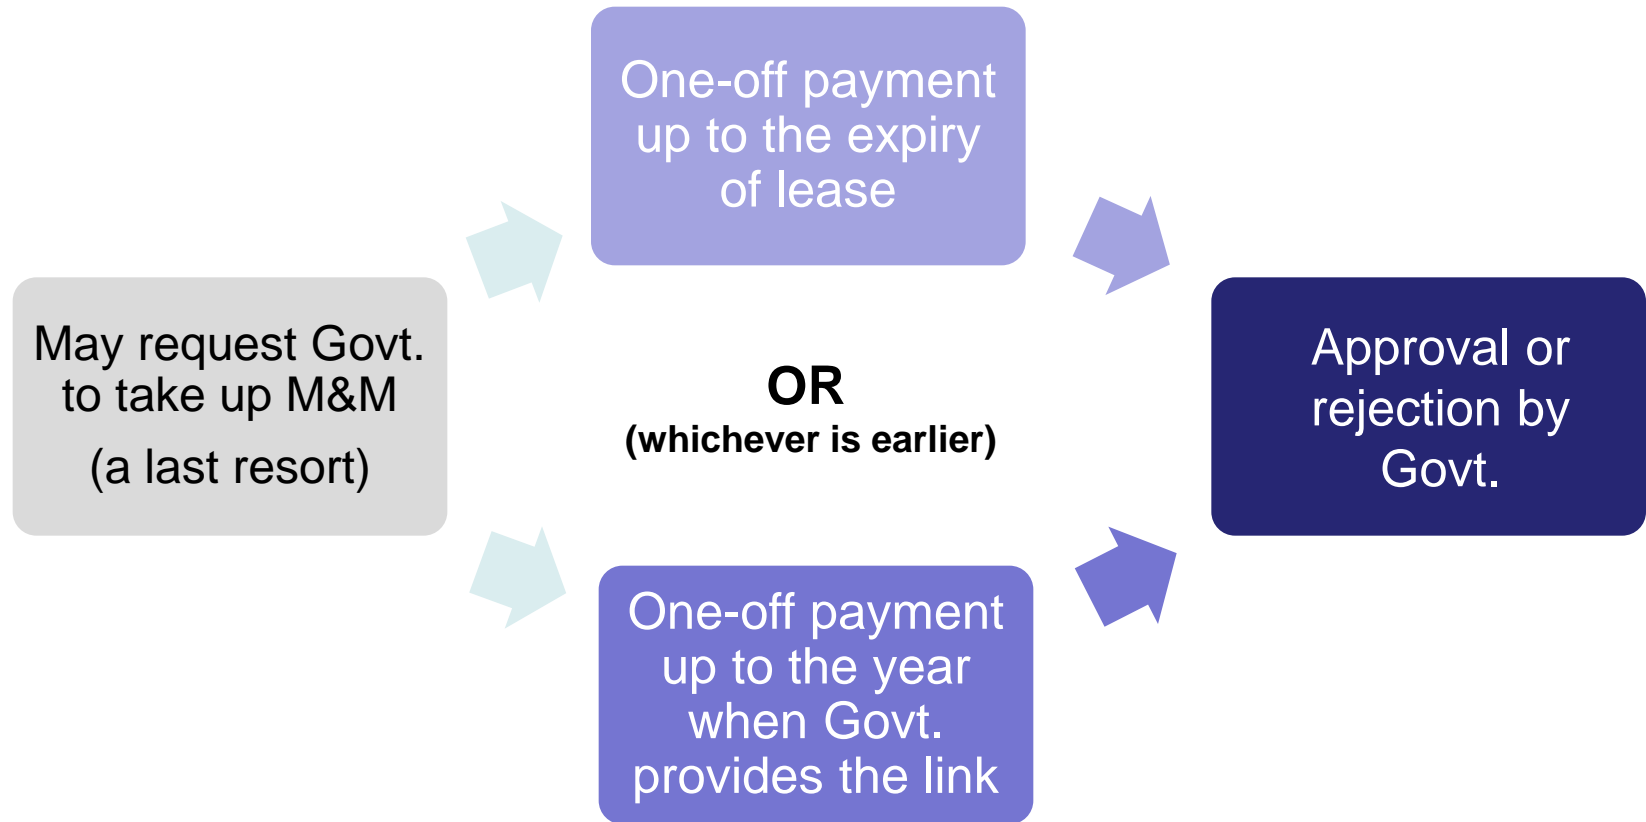 May request Govt.
to take up M&M
(a last resort)
One-off payment
up to the expiry
of lease
OR
(whichever is earlier)
One-off payment
up to the year
when Govt.
provides the link
Approval or
rejection by
Govt.